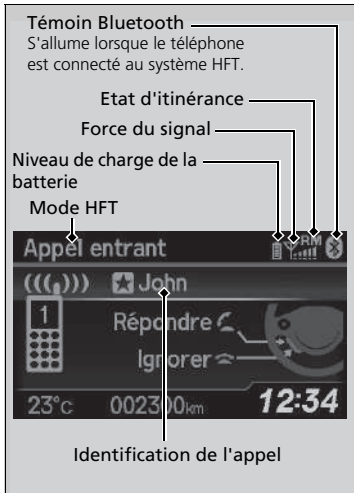 Témoin Bluetooth
S'allume lorsque le téléphone
est connecté au système HFT.
Etat d'itinérance
Force du signal
Niveau de charge de la
batterie
Mode HFT
Appel entrant
RM
((( γ))) John
1
Répondre
Ignorer
23°c 002300km 12:34
Identification de l'appel